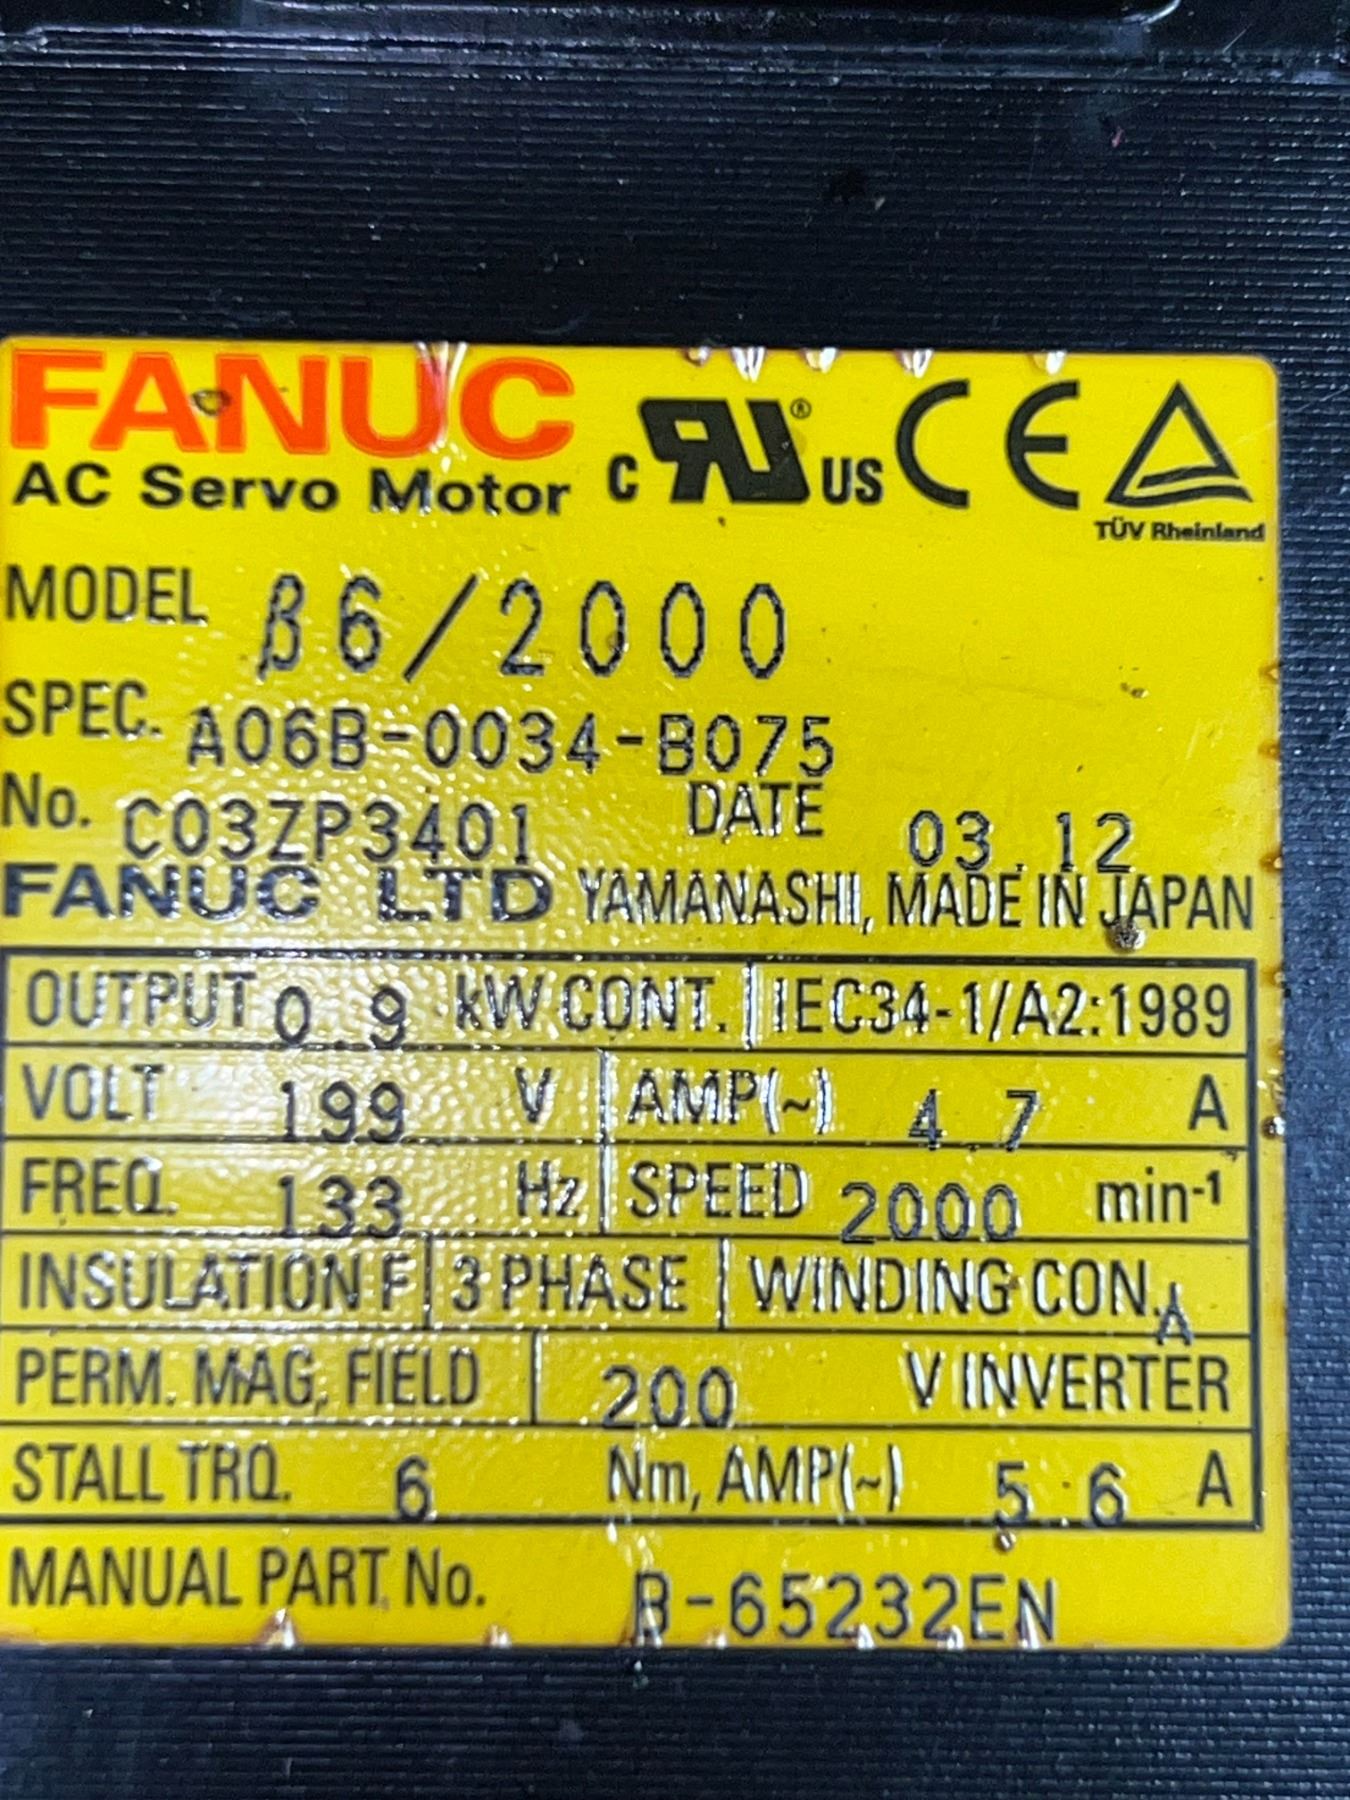 FANUC
AC Servo Motor c RU ® US CE TÜV Rheinland
MODEL β6/2000
SPEC. A06B-0034-B075
No. C03ZP3401 DATE 03.12
FANUC LTD YAMANASHI, MADE IN JAPAN
OUTPUT 0.9 kW CONT. IEC34-1/A2:1989
VOLT 199 V AMP(~) 4.7 A
FREQ. 133 Hz SPEED 2000 min-1
INSULATION F 3 PHASE WINDING CON. A
PERM. MAG. FIELD 200 V INVERTER
STALL TRQ. 6 Nm, AMP(~) 5.6 A
MANUAL PART No. B-65232EN